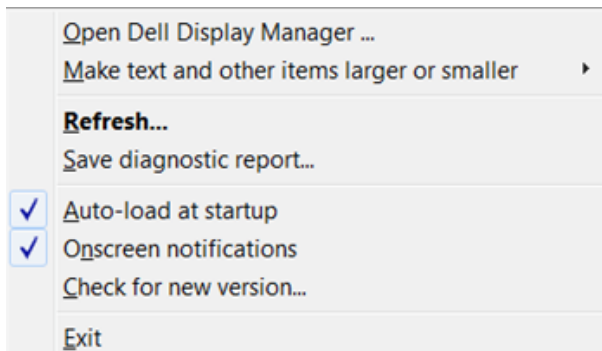 Open Dell Display Manager ...
Make text and other items larger or smaller
Refresh...
Save diagnostic report...
Auto-load at startup
Onscreen notifications
Check for new version...
Exit